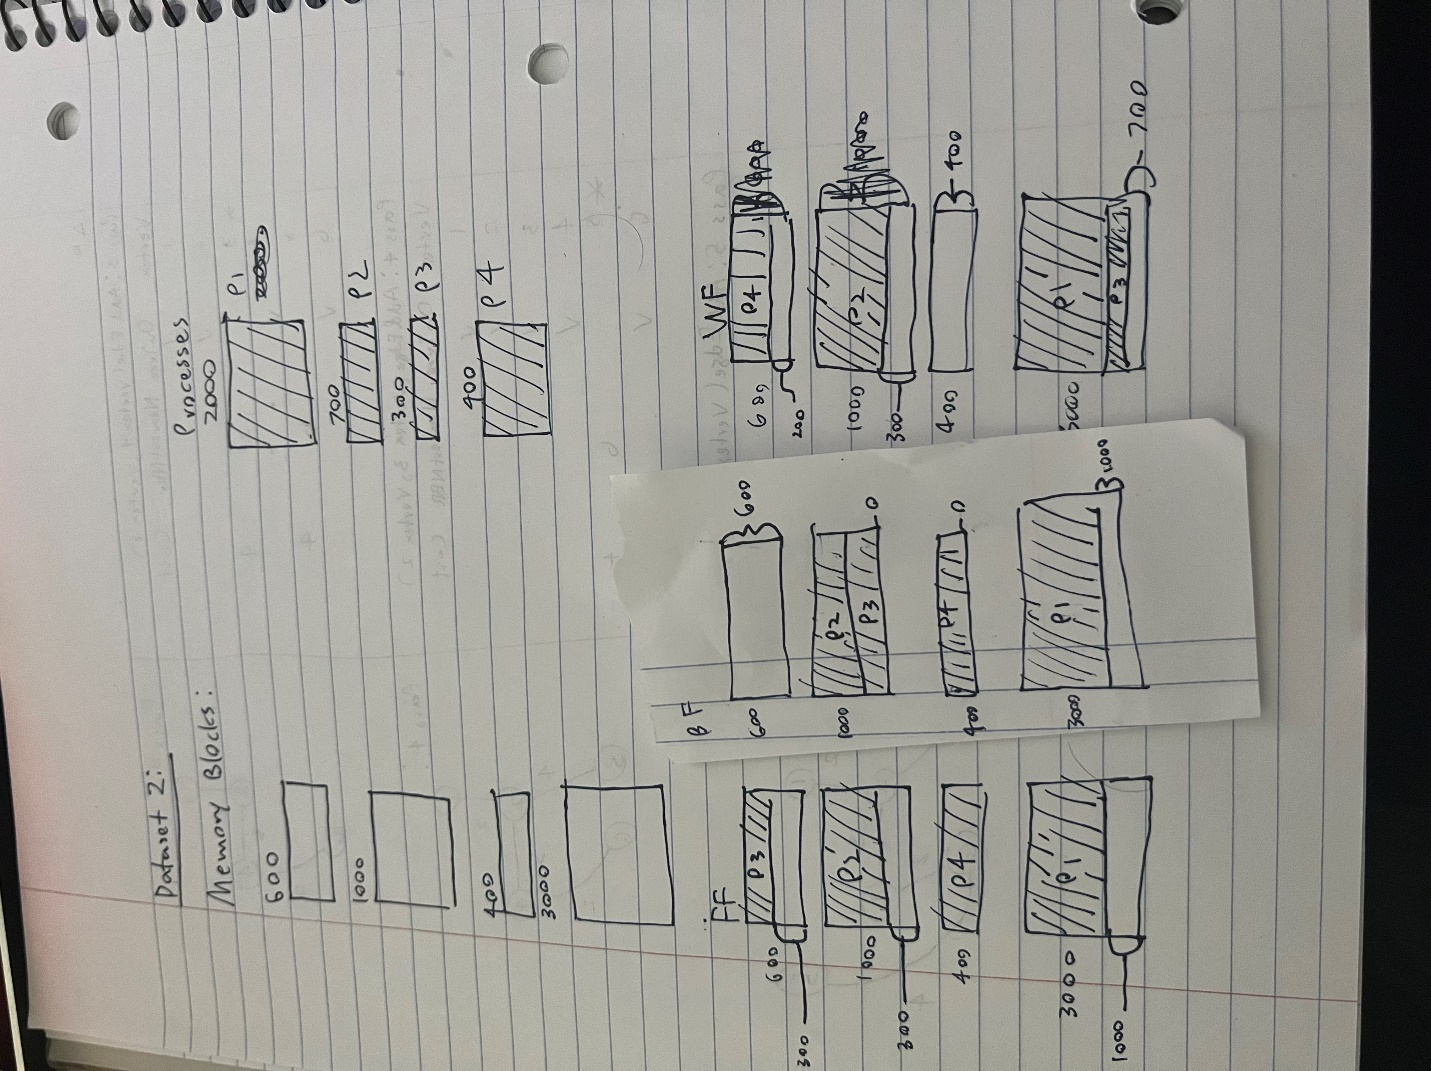 Dataset 2:
Memory Blocks:
600
1000
400
3000
Processes
2000 P1
700 P2
300 P3
400 P4
FF
600 P3
300
1000 P2
300
400 P4
3000 P1
1000
BF
600 600
1000 P2
P3 0
400 P4 0
3000 P1
1000
WF
600 P4
200
1000 P2
300
400 400
P1
P3
700